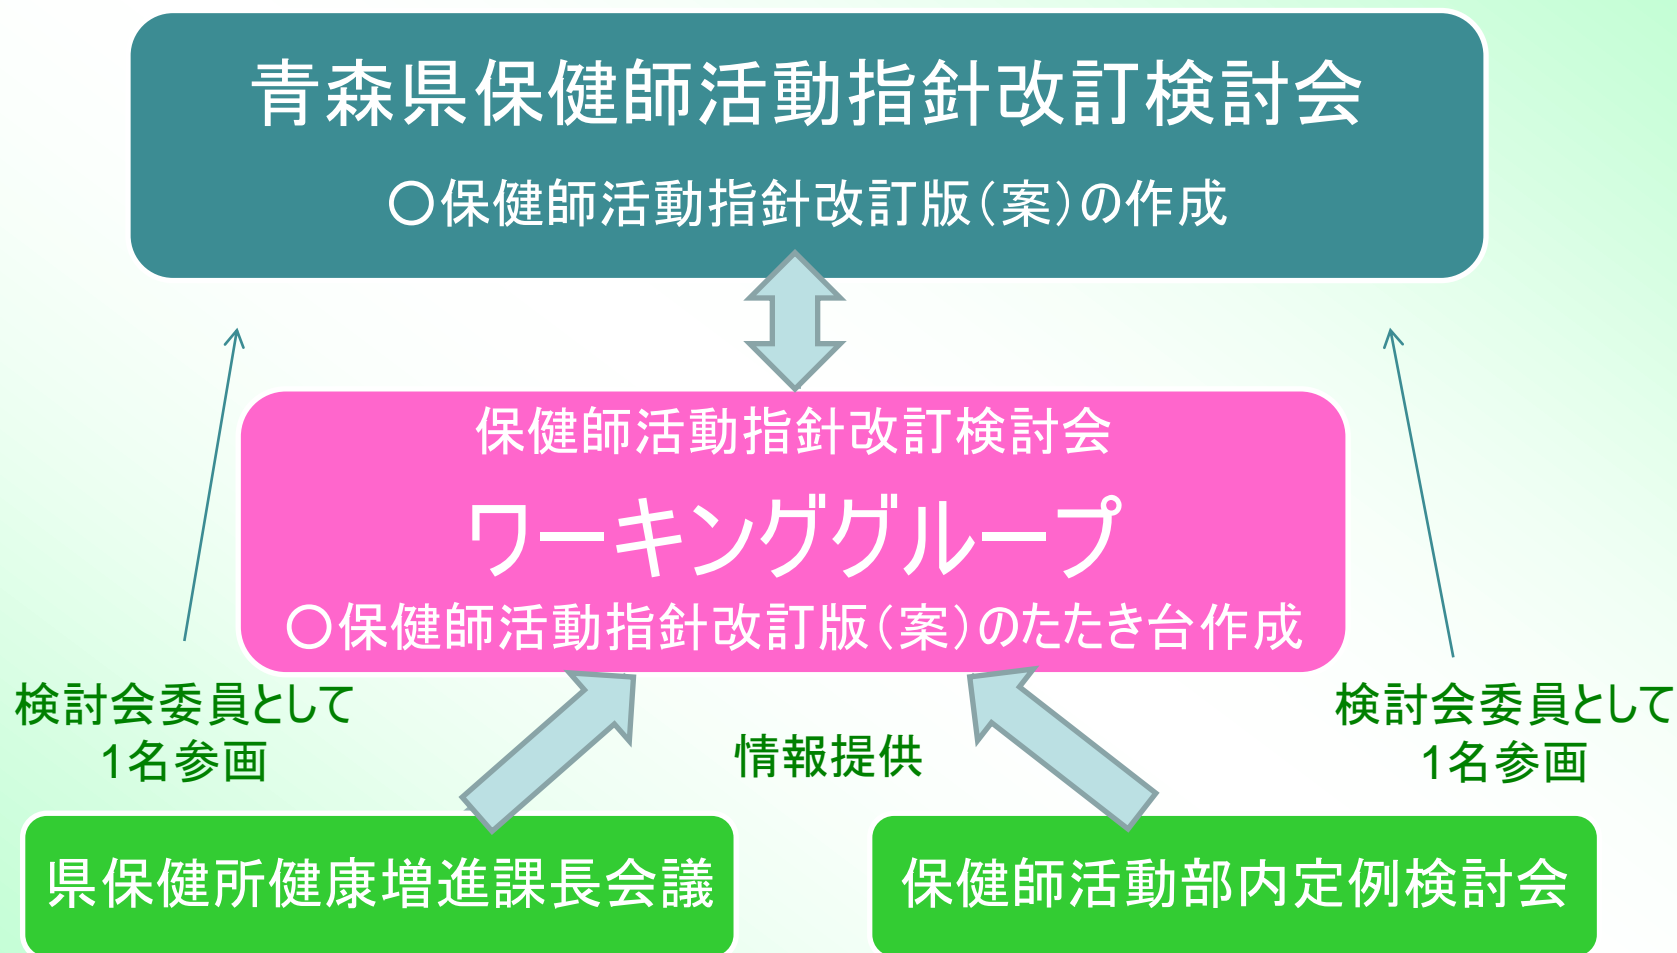 青森県保健師活動指針改訂検討会
○保健師活動指針改訂版(案)の作成
保健師活動指針改訂検討会
ワーキンググループ
○保健師活動指針改訂版(案)のたたき台作成
検討会委員として
1名参画
情報提供
検討会委員として
1名参画
県保健所健康増進課長会議
保健師活動部内定例検討会